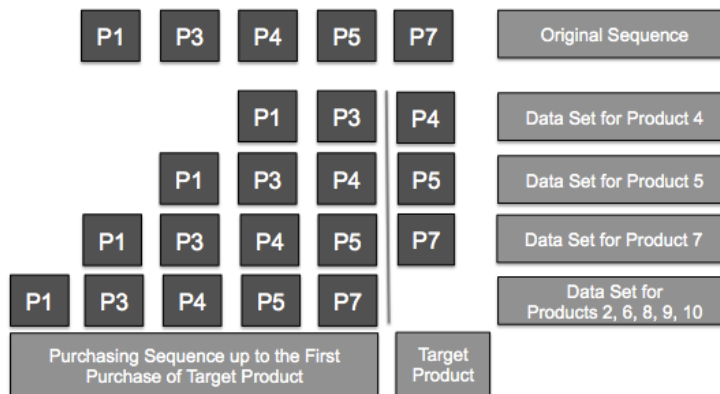 P1 P3 P4 P5 P7 Original Sequence
P1 P3 P4 Data Set for Product 4
P1 P3 P4 P5 Data Set for Product 5
P1 P3 P4 P5 P7 Data Set for Product 7
P1 P3 P4 P5 P7 Data Set for
Products 2, 6, 8, 9, 10
Purchasing Sequence up to the First
Purchase of Target Product
Target
Product